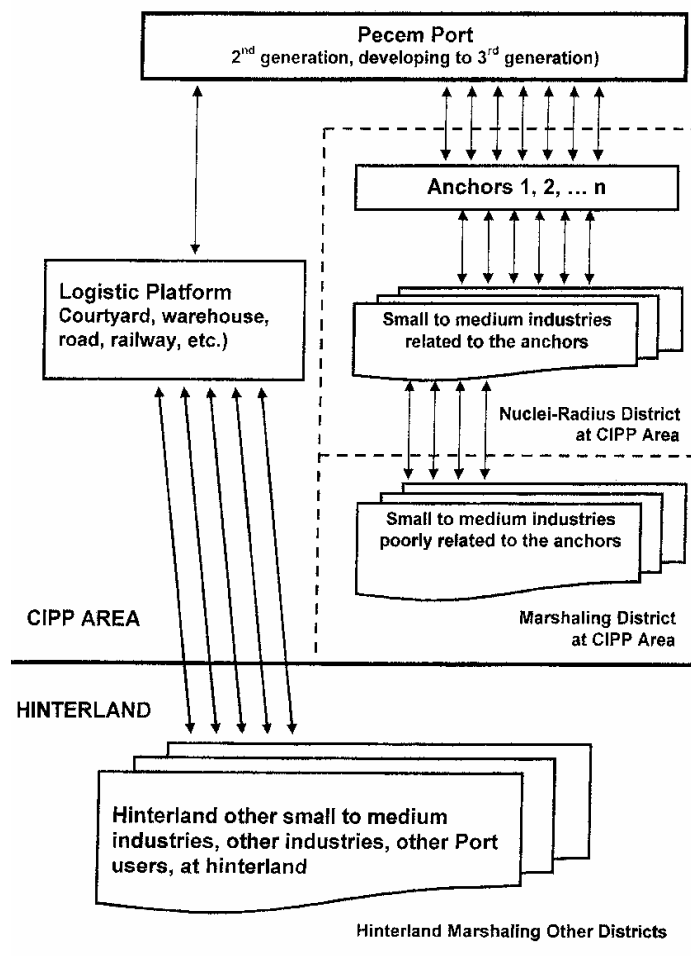 Pecem Port
2nd generation, developing to 3rd generation)
Anchors 1, 2, ... n
Logistic Platform
Courtyard, warehouse,
road, railway, etc.)
Small to medium industries
related to the anchors
Nuclei-Radius District
at CIPP Area
Small to medium industries
poorly related to the anchors
CIPP AREA
Marshaling District
at CIPP Area
HINTERLAND
Hinterland other small to medium
industries, other industries, other Port
users, at hinterland
Hinterland Marshaling Other Districts